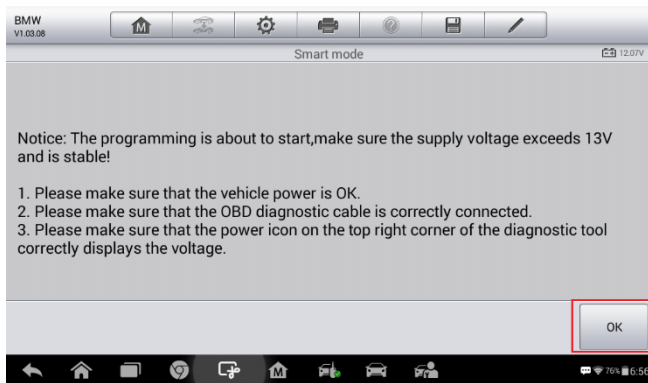 BMW
V1.03.08
Smart mode
12.07V
Notice: The programming is about to start,make sure the supply voltage exceeds 13V
and is stable!
1. Please make sure that the vehicle power is OK.
2. Please make sure that the OBD diagnostic cable is correctly connected.
3. Please make sure that the power icon on the top right corner of the diagnostic tool
correctly displays the voltage.
OK
M
M
76% 6:56